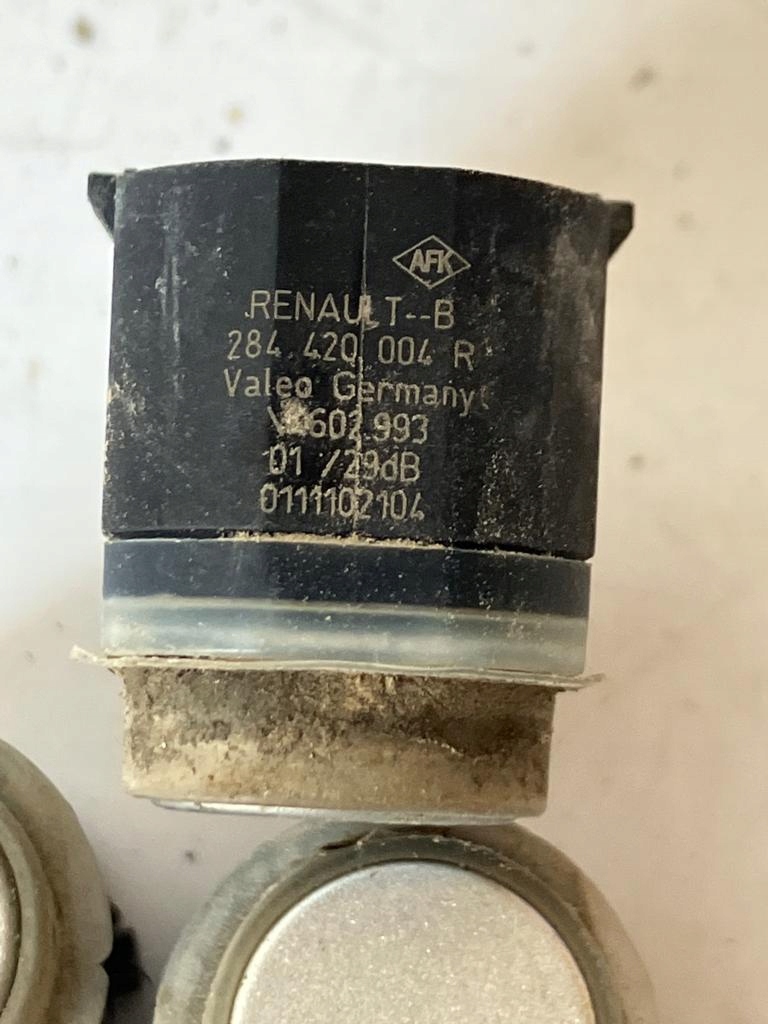 AFK
RENAULT--B
284 420 004 R
Valeo Germany
602.993
01 /29dB
0111102104